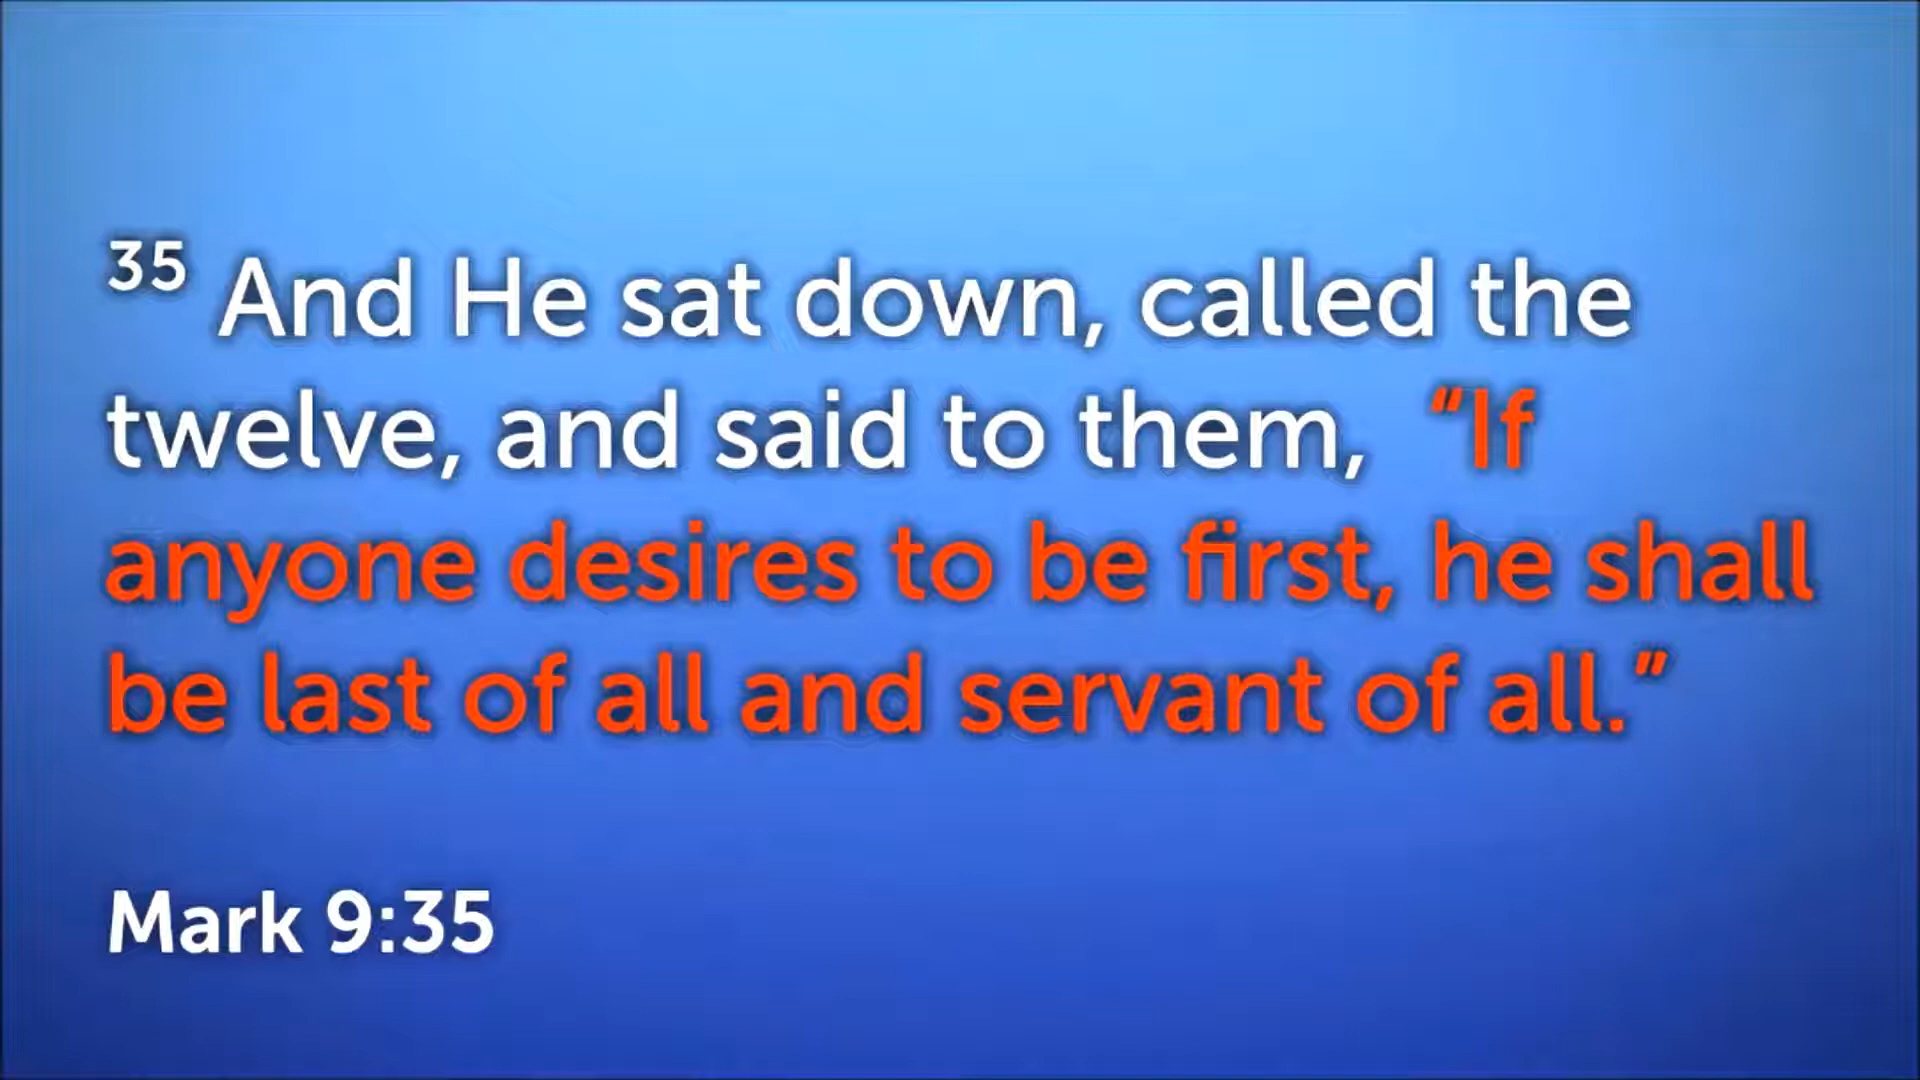 35 And He sat down, called the
twelve, and said to them, “If
anyone desires to be first, he shall
be last of all and servant of all.”
Mark 9:35